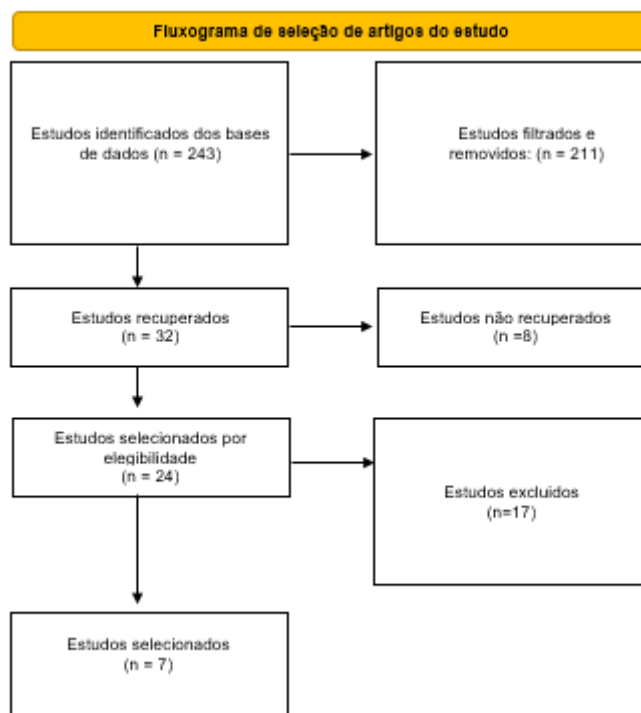 Fluxograma de seleção de artigos do estudo
Estudos identificados dos bases
de dados (n = 243)
Estudos filtrados e
removidos: (n = 211)
Estudos recuperados
(n = 32)
Estudos não recuperados
(n =8)
Estudos selecionados por
elegibilidade
(n = 24)
Estudos excluidos
(n=17)
Estudos selecionados
(n = 7)